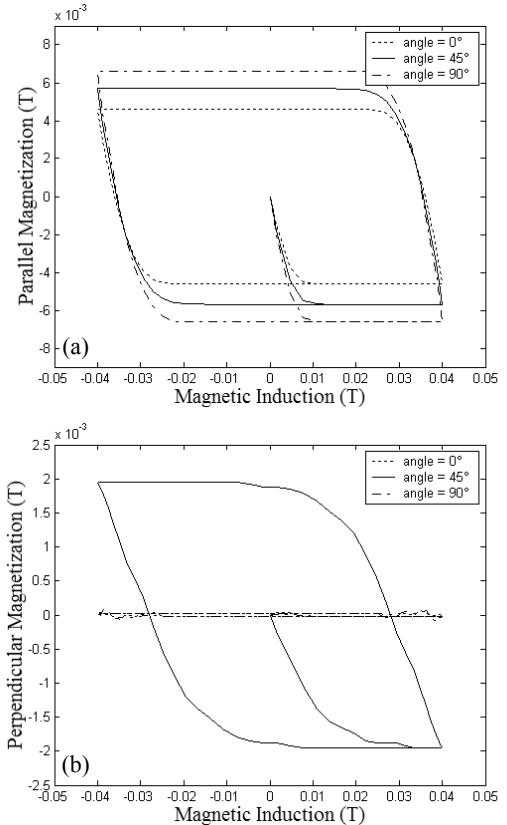 x 10⁻³
8
6
4
2
0
-2
-4
-6
-8
Parallel Magnetization (T)
angle = 0°
angle = 45°
angle = 90°
(a)
-0.05 -0.04 -0.03 -0.02 -0.01 0 0.01 0.02 0.03 0.04 0.05
Magnetic Induction (T)
x 10⁻³
2.5
2
1.5
1
0.5
0
-0.5
-1
-1.5
-2
-2.5
Perpendicular Magnetization (T)
angle = 0°
angle = 45°
angle = 90°
(b)
-0.05 -0.04 -0.03 -0.02 -0.01 0 0.01 0.02 0.03 0.04 0.05
Magnetic Induction (T)